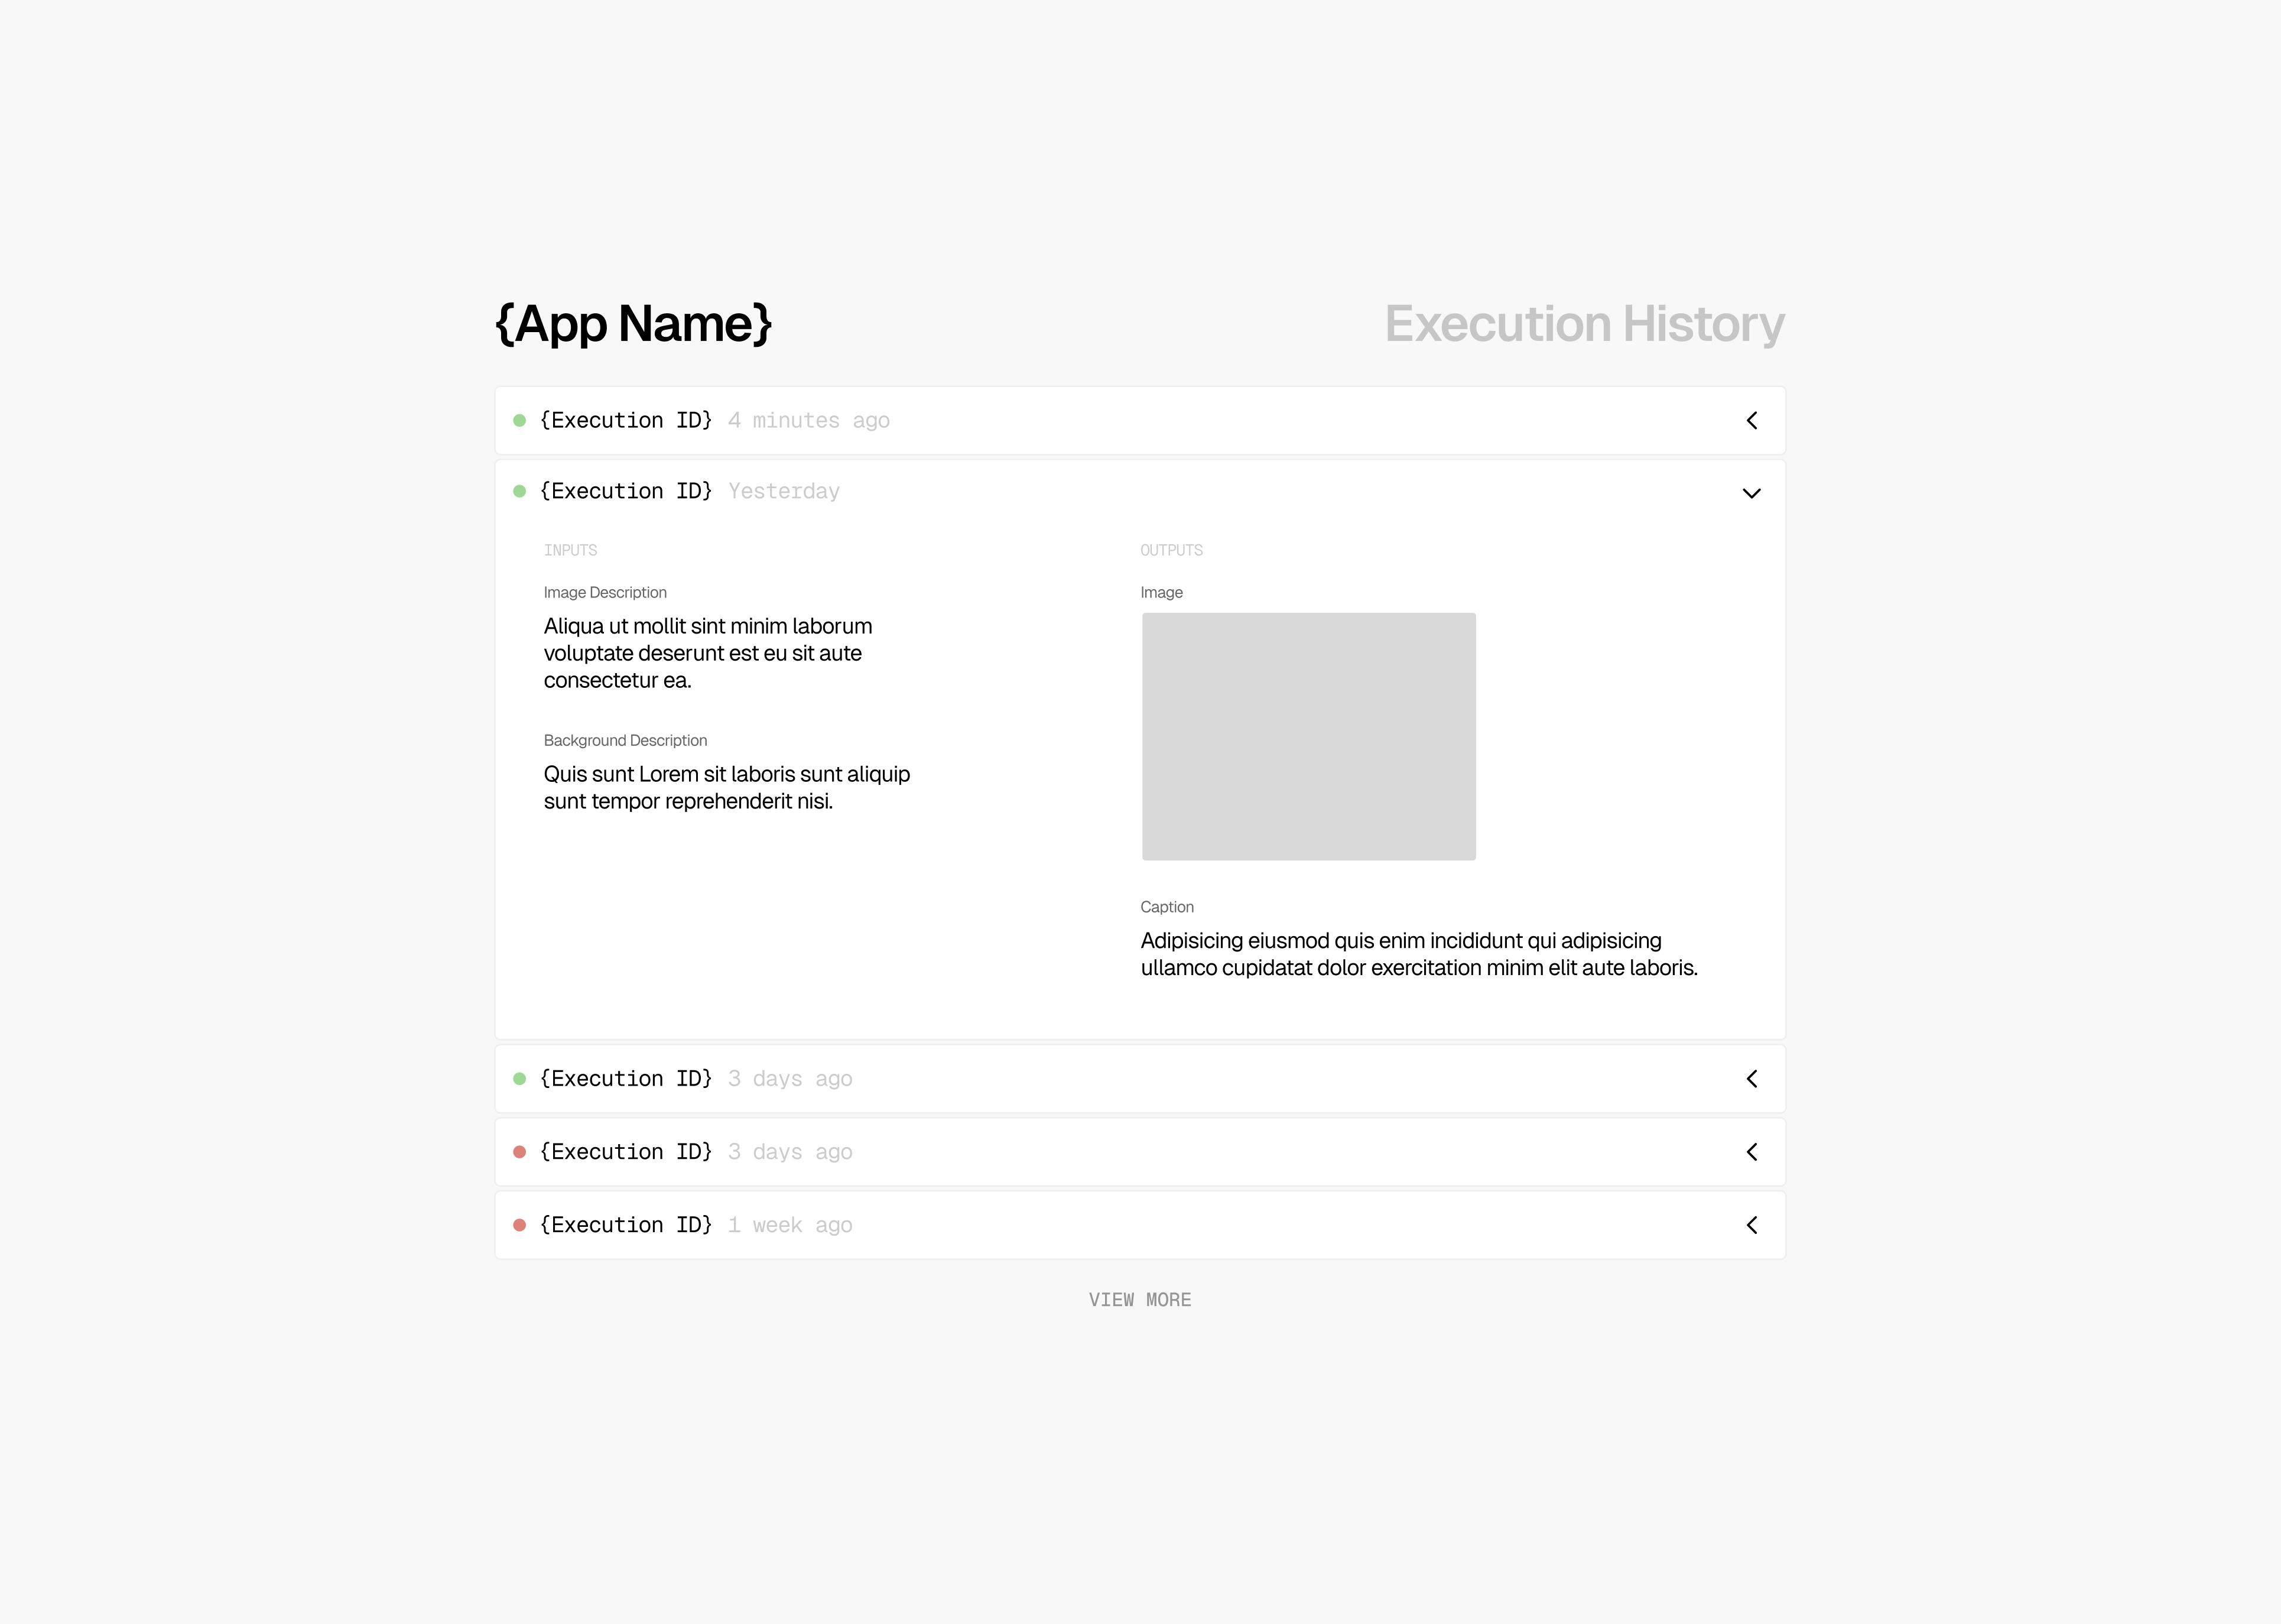 {App Name}
Execution History
{Execution ID} 4 minutes ago
{Execution ID} Yesterday
INPUTS
Image Description
Aliqua ut mollit sint minim laborum
voluptate deserunt est eu sit aute
consectetur ea.
Background Description
Quis sunt Lorem sit laboris sunt aliquip
sunt tempor reprehenderit nisi.
OUTPUTS
Image
Caption
Adipisicing eiusmod quis enim incididunt qui adipisicing
ullamco cupidatat dolor exercitation minim elit aute laboris.
{Execution ID} 3 days ago
{Execution ID} 3 days ago
{Execution ID} 1 week ago
VIEW MORE